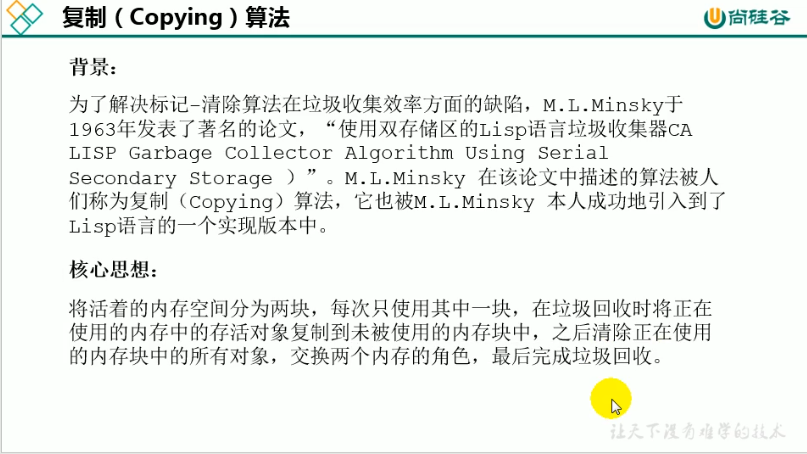 复制（Copying）算法
尚硅谷
背景：
为了解决标记-清除算法在垃圾收集效率方面的缺陷，M.L.Minsky于
1963年发表了著名的论文，“使用双存储区的Lisp语言垃圾收集器CA
LISP Garbage Collector Algorithm Using Serial
Secondary Storage ）”。M.L.Minsky 在该论文中描述的算法被人
们称为复制（Copying）算法，它也被M.L.Minsky 本人成功地引入到了
Lisp语言的一个实现版本中。
核心思想：
将活着的内存空间分为两块，每次只使用其中一块，在垃圾回收时将正在
使用的内存中的存活对象复制到未被使用的内存块中，之后清除正在使用
的内存块中的所有对象，交换两个内存的角色，最后完成垃圾回收。
让天下没有难学的技术